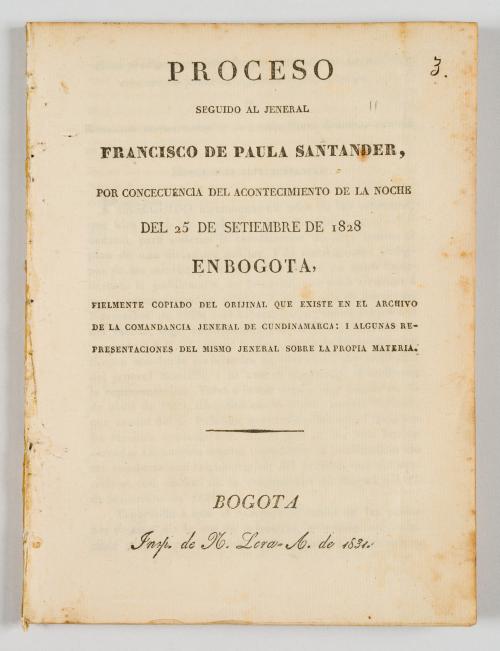 3.
PROCESO
SEGUIDO AL JENERAL
FRANCISCO DE PAULA SANTANDER,
POR CONCECUENCIA DEL ACONTECIMIENTO DE LA NOCHE
DEL 25 DE SETIEMBRE DE 1828
ENBOGOTA,
FIELMENTE COPIADO DEL ORIJINAL QUE EXISTE EN EL ARCHIVO
DE LA COMANDANCIA JENERAL DE CUNDINAMARCA: I ALGUNAS RE-
PRESENTACIONES DEL MISMO JENERAL SOBRE LA PROPIA MATERIA.
BOGOTA
Imp. de N. Lora=A. de 1831.